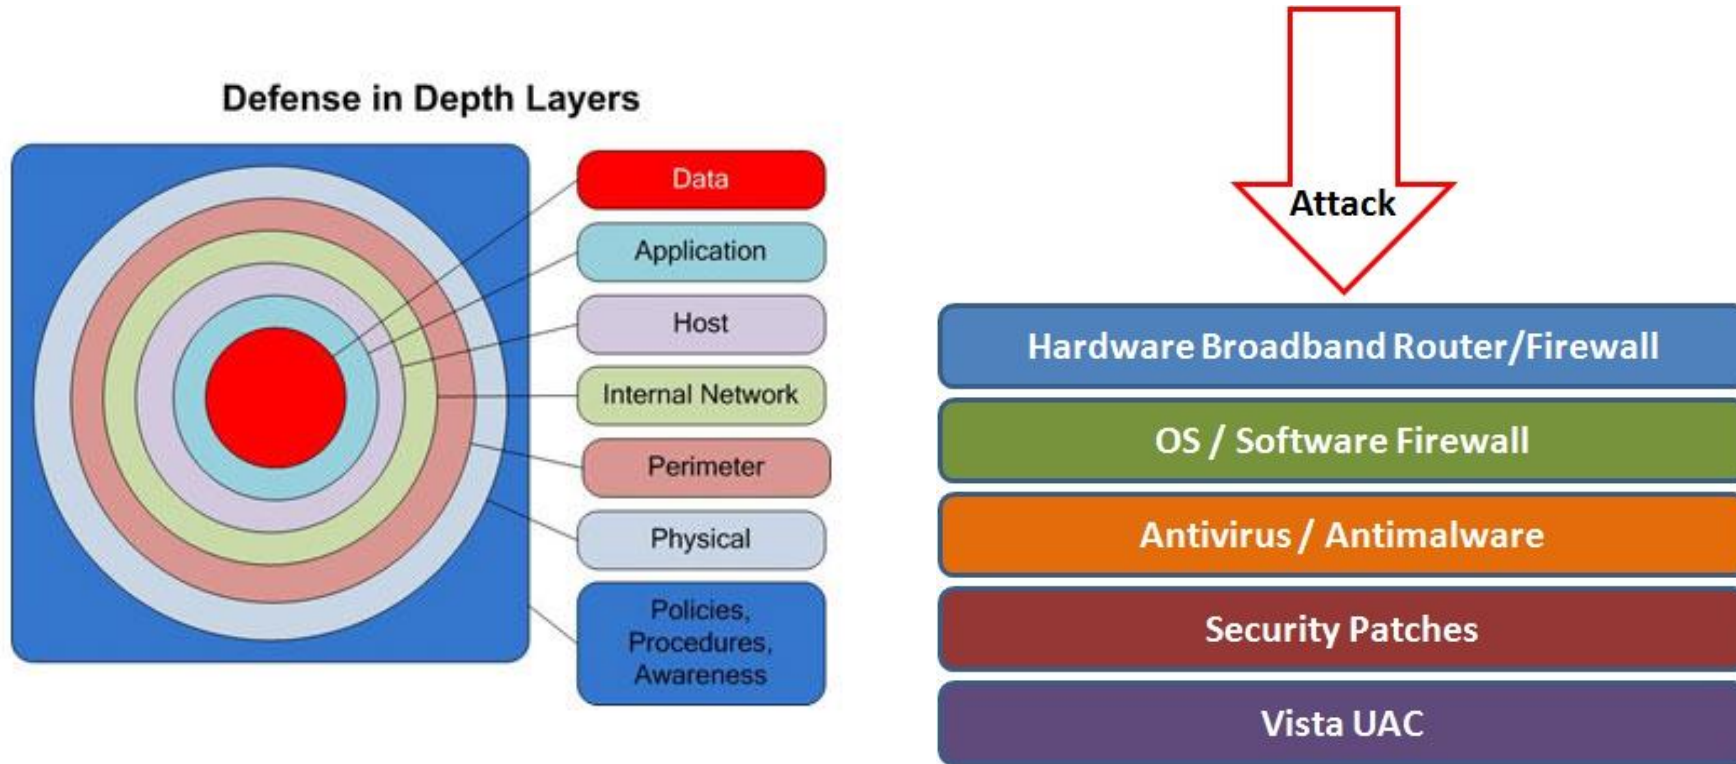 Defense in Depth Layers
Data
Application
Host
Internal Network
Perimeter
Physical
Policies,
Procedures,
Awareness
Attack
Hardware Broadband Router/Firewall
OS / Software Firewall
Antivirus / Antimalware
Security Patches
Vista UAC